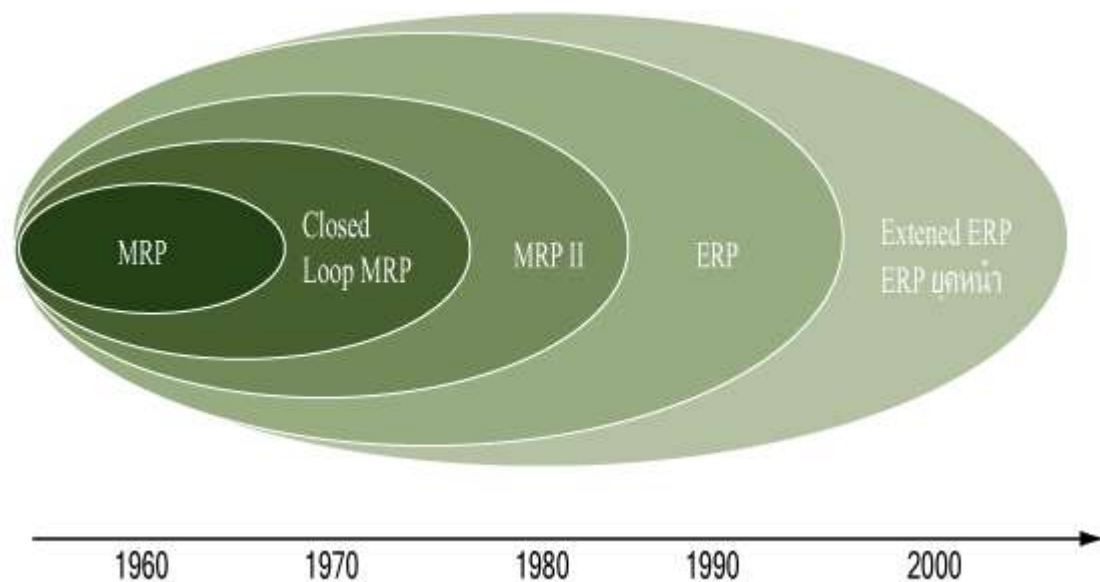 MRP
Closed
Loop MRP
MRP II
ERP
Extened ERP
ERP ยุคหน้า
1960
1970
1980
1990
2000